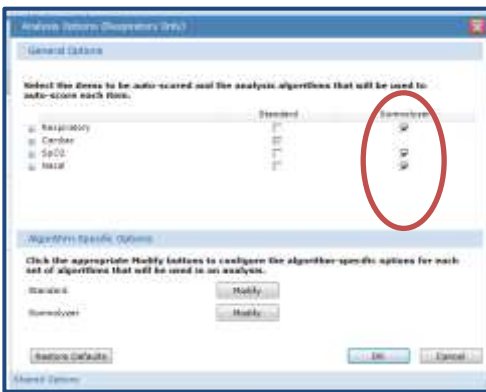 Analysis Options (Respiratory Only)
General Options
Select the items to be auto-scored and the analysis algorithms that will be used to
auto-score each item.
Standard Somnolyzer
Respiratory
Cardiac
SpO2
Nasal
Algorithm Specific Options
Click the appropriate Modify buttons to configure the algorithm-specific options for each
set of algorithms that will be used in an analysis.
Standard Modify
Somnolyzer Modify
Restore Defaults OK Cancel
Shared Options